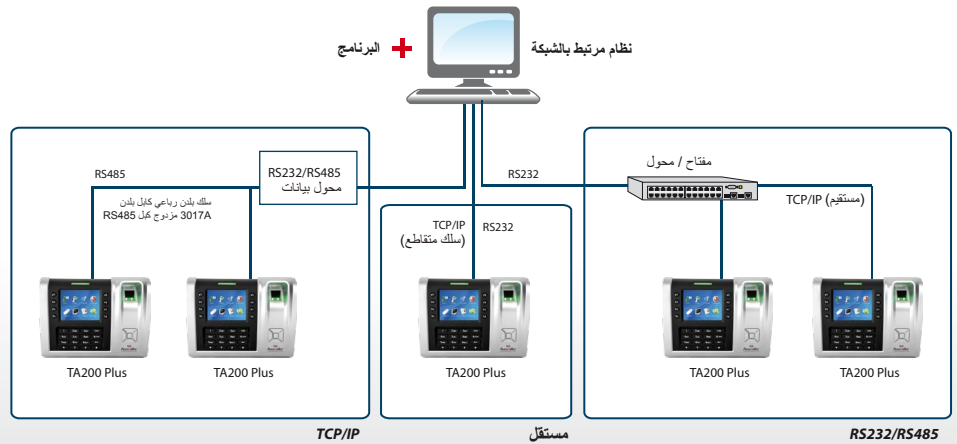 البرنامج
نظام مرتبط بالشبكة
RS485
RS232/RS485
محول بيانات
سلك بلدن رباعي كابل بلدن
3017A مزدوج كبل RS485
TCP/IP
(سلك متقاطع)
RS232
RS232
مفتاح / محول
TCP/IP (مستقيم)
TA200 Plus
TA200 Plus
TA200 Plus
TA200 Plus
TA200 Plus
TCP/IP
مستقل
RS232/RS485